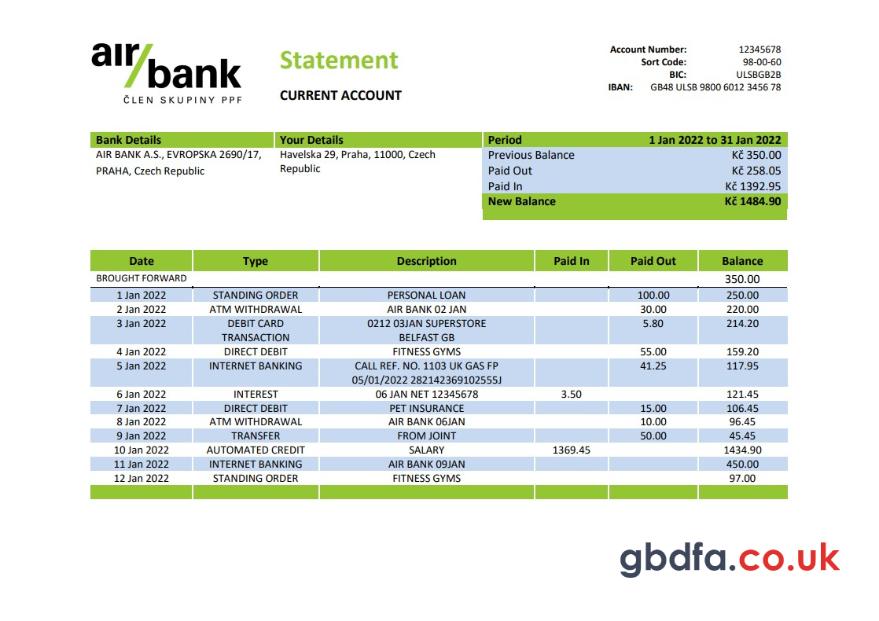 air bank
ČLEN SKUPINY PPF
Statement
CURRENT ACCOUNT
Account Number: 12345678
Sort Code: 98-00-60
BIC: ULSBGB2B
IBAN: GB48 ULSB 9800 6012 3456 78
Bank Details Your Details Period 1 Jan 2022 to 31 Jan 2022
AIR BANK A.S., EVROPSKA 2690/17, Havelska 29, Praha, 11000, Czech Previous Balance Kč 350.00
PRAHA, Czech Republic Republic Paid Out Kč 258.05
Paid In Kč 1392.95
New Balance Kč 1484.90
Date Type Description Paid In Paid Out Balance
BROUGHT FORWARD 350.00
1 Jan 2022 STANDING ORDER PERSONAL LOAN 100.00 250.00
2 Jan 2022 ATM WITHDRAWAL AIR BANK 02 JAN 30.00 220.00
3 Jan 2022 DEBIT CARD 0212 03JAN SUPERSTORE 5.80 214.20
TRANSACTION BELFAST GB
4 Jan 2022 DIRECT DEBIT FITNESS GYMS 55.00 159.20
5 Jan 2022 INTERNET BANKING CALL REF. NO. 1103 UK GAS FP 41.25 117.95
05/01/2022 282142369102555J
6 Jan 2022 INTEREST 06 JAN NET 12345678 3.50 121.45
7 Jan 2022 DIRECT DEBIT PET INSURANCE 15.00 106.45
8 Jan 2022 ATM WITHDRAWAL AIR BANK 06JAN 10.00 96.45
9 Jan 2022 TRANSFER FROM JOINT 50.00 45.45
10 Jan 2022 AUTOMATED CREDIT SALARY 1369.45 1434.90
11 Jan 2022 INTERNET BANKING AIR BANK 09JAN 450.00
12 Jan 2022 STANDING ORDER FITNESS GYMS 97.00
gbdfa.co.uk